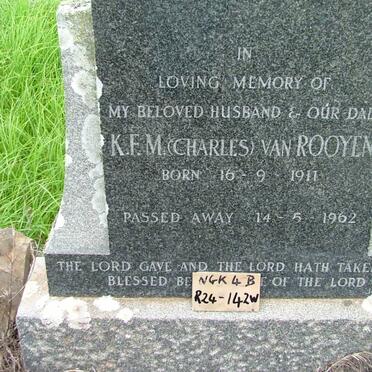 IN
LOVING MEMORY OF
MY BELOVED HUSBAND & OUR DAD
K.F.M. (CHARLES) VAN ROOYEN
BORN 16-9-1911
PASSED AWAY 14-5-1962
THE LORD GAVE AND THE LORD HATH TAKEN
BLESSED BE OF THE LORD
NGK 4 B
R24-142W